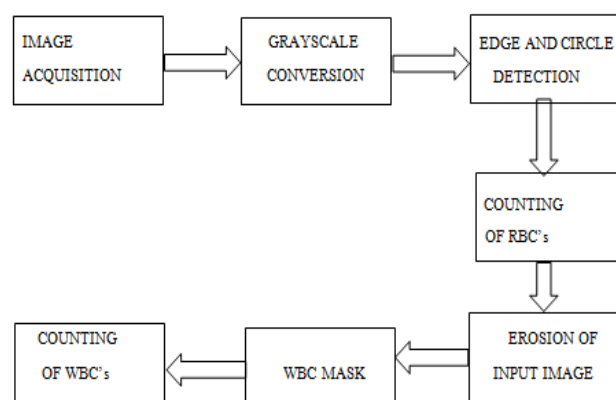 IMAGE
ACQUISITION
GRAYSCALE
CONVERSION
EDGE AND CIRCLE
DETECTION
COUNTING
OF RBC's
EROSION OF
INPUT IMAGE
WBC MASK
COUNTING
OF WBC's